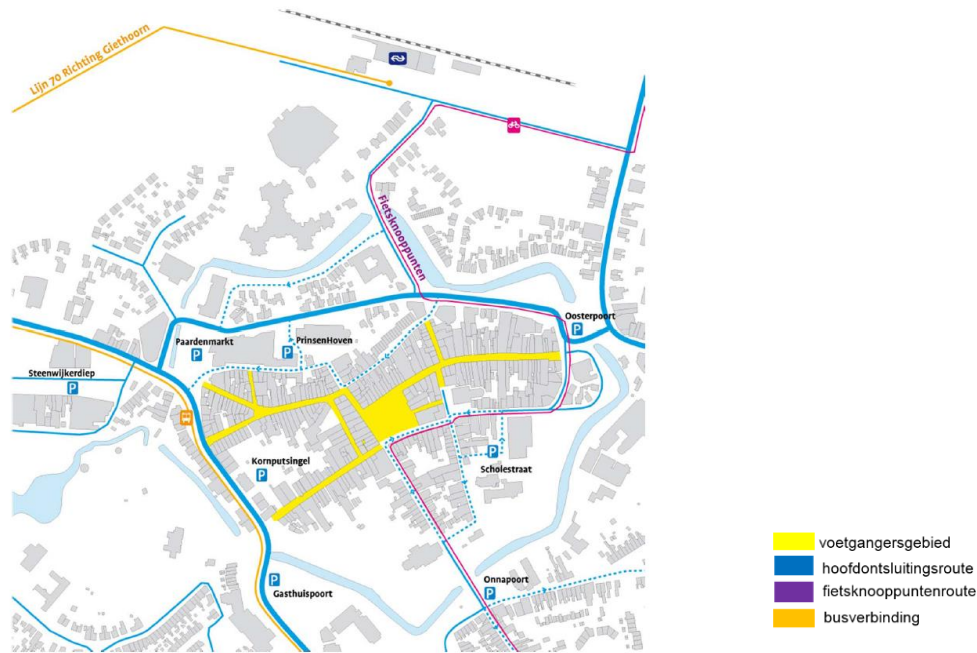 Lijn 70 Richting Giethoorn
Fietsknooppunten
Oosterpoort
P
Paardenmarkt
P
PrinsenHoven
P
Steenwijkerdiep
P
Kornputsingel
P
P
Scholestraat
P
Gasthuispoort
Onnapoort
P
voetgangersgebied
hoofdontsluitingsroute
fietsknooppuntenroute
busverbinding